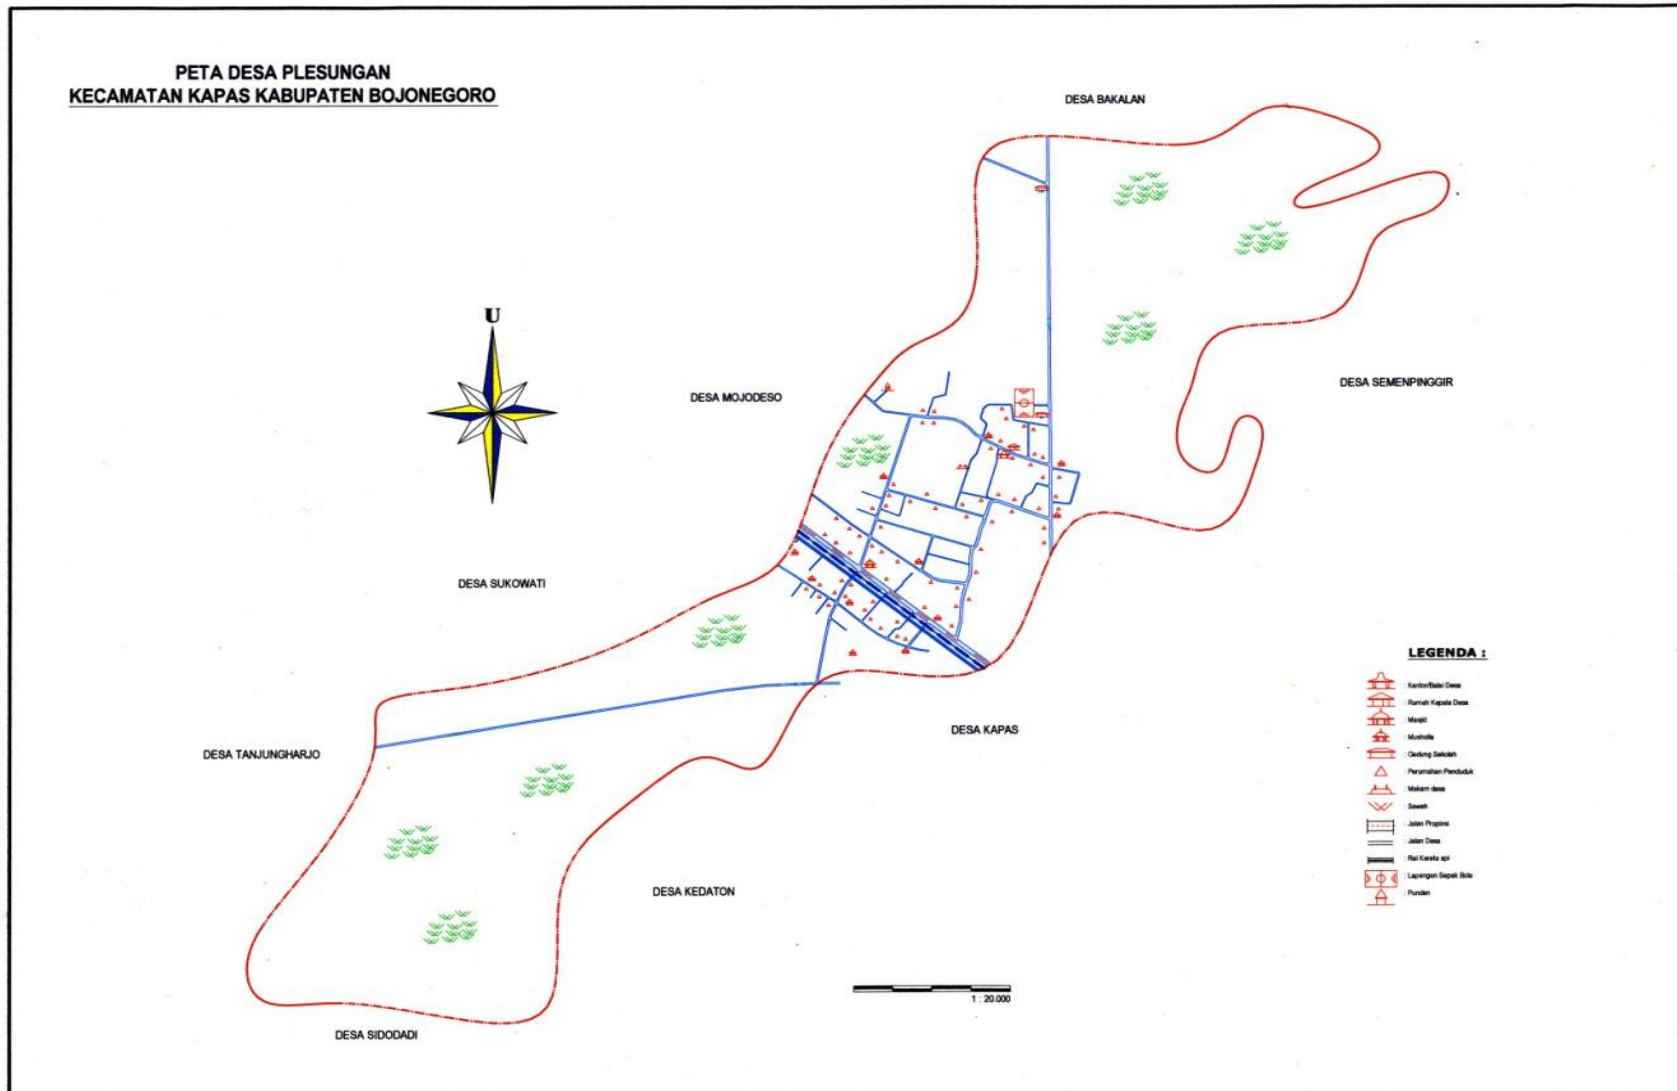 PETA DESA PLESUNGAN
KECAMATAN KAPAS KABUPATEN BOJONEGORO
DESA BAKALAN
U
DESA SEMENPINGGIR
DESA MOJODESO
DESA SUKOWATI
LEGENDA :
: Kantor/Balai Desa
: Rumah Kepala Desa
: Masjid
: Musholla
: Gedung Sekolah
: Perumahan Penduduk
: Makam desa
: Sawah
: Jalan Propinsi
: Jalan Desa
: Rel Kereta api
: Lapangan Sepak Bola
: Punden
DESA KAPAS
DESA TANJUNGHARJO
DESA KEDATON
1 : 20.000
DESA SIDODADI